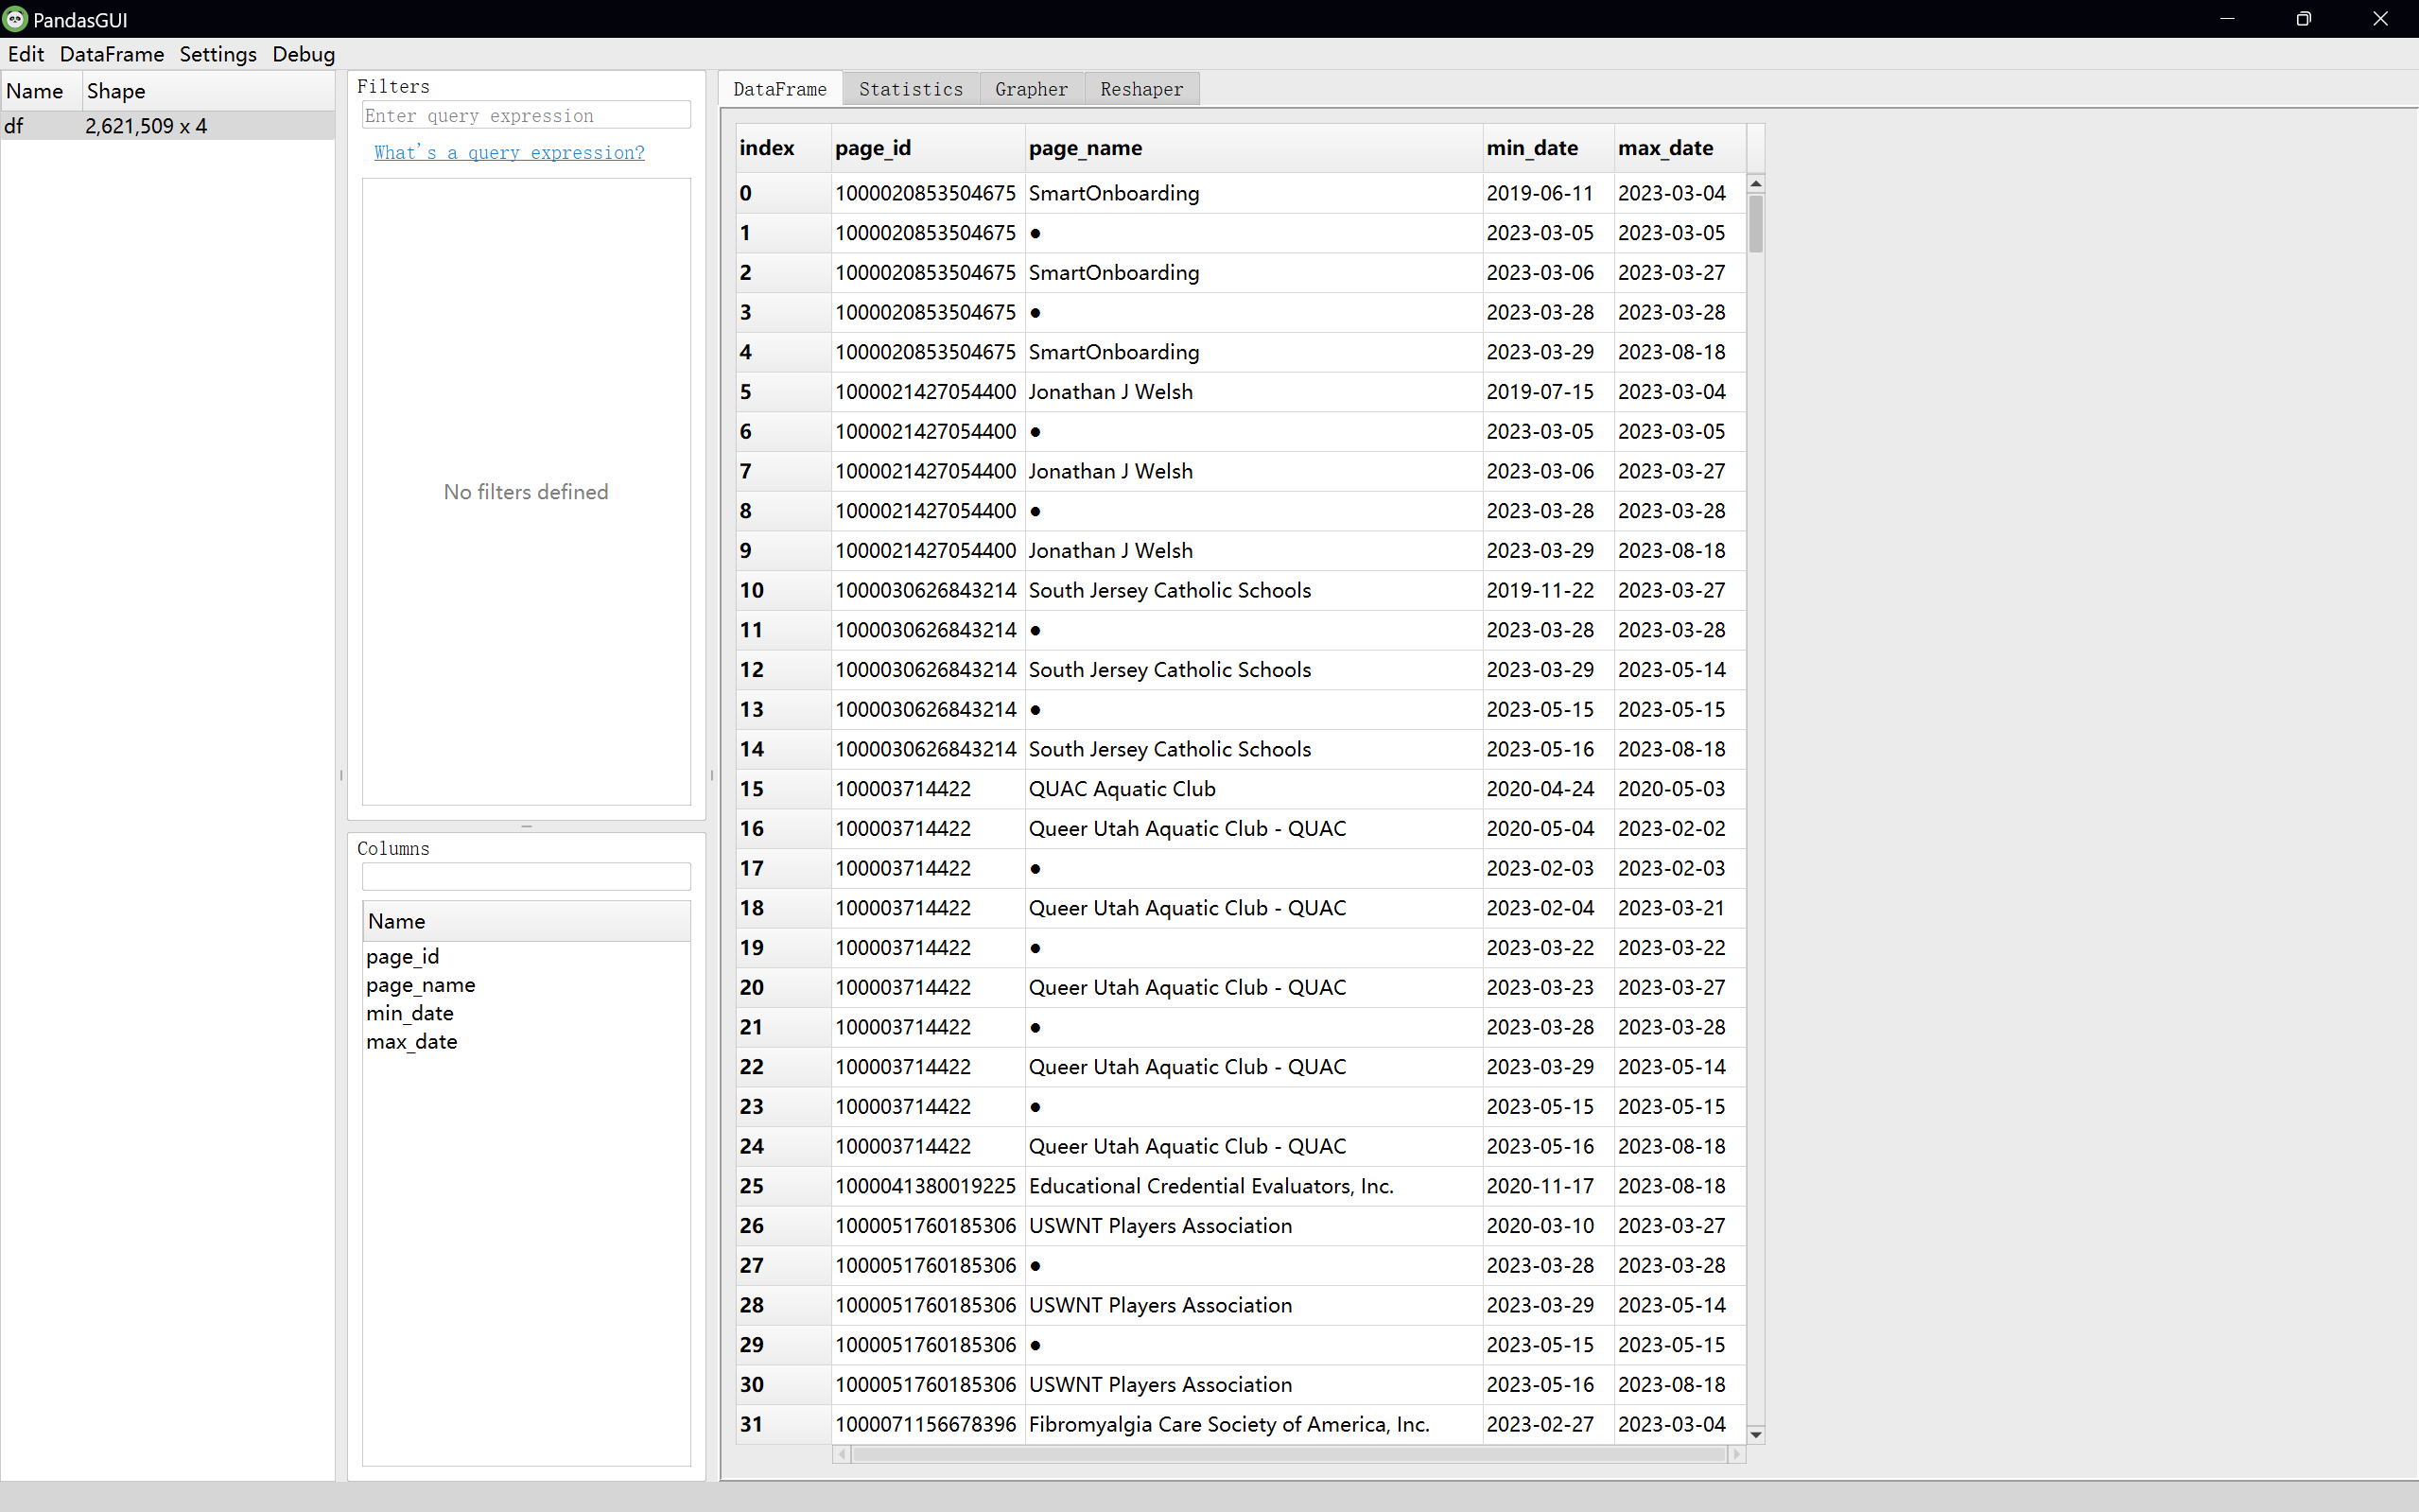 PandasGUI
Edit DataFrame Settings Debug
Name Shape
df 2,621,509 x 4
Filters
Enter query expression
What's a query expression?
No filters defined
Columns
Name
page_id
page_name
min_date
max_date
DataFrame Statistics Grapher Reshaper
index page_id page_name min_date max_date
0 1000020853504675 SmartOnboarding 2019-06-11 2023-03-04
1 1000020853504675 ● 2023-03-05 2023-03-05
2 1000020853504675 SmartOnboarding 2023-03-06 2023-03-27
3 1000020853504675 ● 2023-03-28 2023-03-28
4 1000020853504675 SmartOnboarding 2023-03-29 2023-08-18
5 1000021427054400 Jonathan J Welsh 2019-07-15 2023-03-04
6 1000021427054400 ● 2023-03-05 2023-03-05
7 1000021427054400 Jonathan J Welsh 2023-03-06 2023-03-27
8 1000021427054400 ● 2023-03-28 2023-03-28
9 1000021427054400 Jonathan J Welsh 2023-03-29 2023-08-18
10 1000030626843214 South Jersey Catholic Schools 2019-11-22 2023-03-27
11 1000030626843214 ● 2023-03-28 2023-03-28
12 1000030626843214 South Jersey Catholic Schools 2023-03-29 2023-05-14
13 1000030626843214 ● 2023-05-15 2023-05-15
14 1000030626843214 South Jersey Catholic Schools 2023-05-16 2023-08-18
15 100003714422 QUAC Aquatic Club 2020-04-24 2020-05-03
16 100003714422 Queer Utah Aquatic Club - QUAC 2020-05-04 2023-02-02
17 100003714422 ● 2023-02-03 2023-02-03
18 100003714422 Queer Utah Aquatic Club - QUAC 2023-02-04 2023-03-21
19 100003714422 ● 2023-03-22 2023-03-22
20 100003714422 Queer Utah Aquatic Club - QUAC 2023-03-23 2023-03-27
21 100003714422 ● 2023-03-28 2023-03-28
22 100003714422 Queer Utah Aquatic Club - QUAC 2023-03-29 2023-05-14
23 100003714422 ● 2023-05-15 2023-05-15
24 100003714422 Queer Utah Aquatic Club - QUAC 2023-05-16 2023-08-18
25 1000041380019225 Educational Credential Evaluators, Inc. 2020-11-17 2023-08-18
26 1000051760185306 USWNT Players Association 2020-03-10 2023-03-27
27 1000051760185306 ● 2023-03-28 2023-03-28
28 1000051760185306 USWNT Players Association 2023-03-29 2023-05-14
29 1000051760185306 ● 2023-05-15 2023-05-15
30 1000051760185306 USWNT Players Association 2023-05-16 2023-08-18
31 1000071156678396 Fibromyalgia Care Society of America, Inc. 2023-02-27 2023-03-04